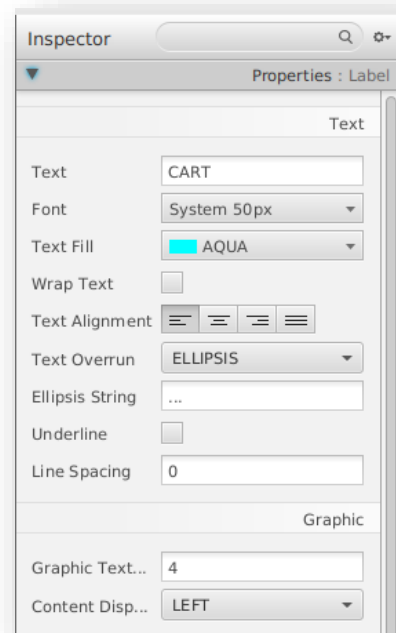 Inspector
Properties : Label
Text
Text CART
Font System 50px
Text Fill AQUA
Wrap Text
Text Alignment
Text Overrun ELLIPSIS
Ellipsis String ...
Underline
Line Spacing 0
Graphic
Graphic Text... 4
Content Disp... LEFT